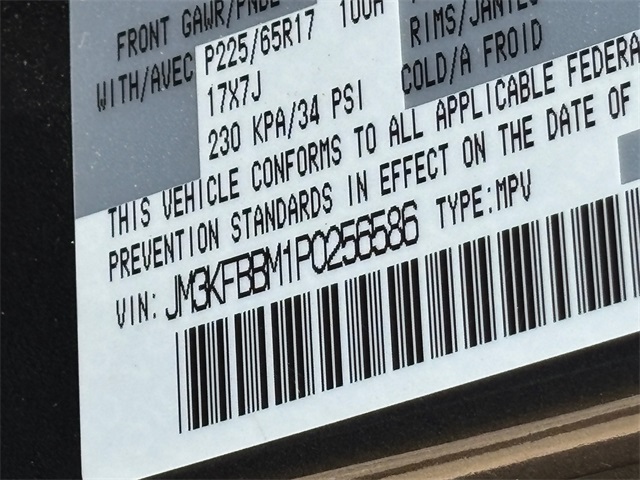 FRONT GAWR/PNBE
RIMS/JANTES
WITH/AVEC P225/65R17 100H
COLD/A FROID
17X7J
230 KPA/34 PSI
THIS VEHICLE CONFORMS TO ALL APPLICABLE FEDERA
PREVENTION STANDARDS IN EFFECT ON THE DATE OF
VIN: JM3KFBBM1P0256586 TYPE:MPV